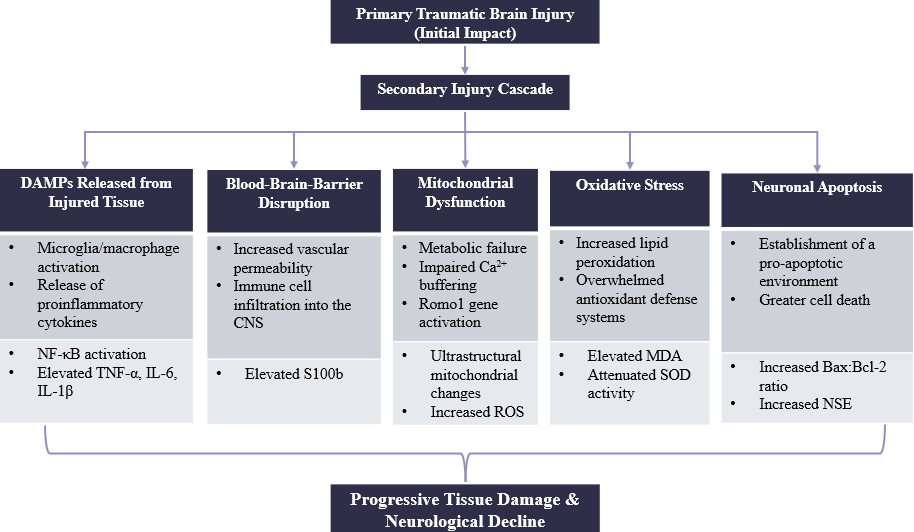 Primary Traumatic Brain Injury
(Initial Impact)
Secondary Injury Cascade
DAMPs Released from
Injured Tissue
• Microglia/macrophage
activation
• Release of
proinflammatory
cytokines
• NF-κB activation
• Elevated TNF-α, IL-6,
IL-1β
Blood-Brain-Barrier
Disruption
• Increased vascular
permeability
• Immune cell
infiltration into the
CNS
• Elevated S100b
Mitochondrial
Dysfunction
• Metabolic failure
• Impaired Ca²⁺
buffering
• Romo1 gene
activation
• Ultrastructural
mitochondrial
changes
• Increased ROS
Oxidative Stress
• Increased lipid
peroxidation
• Overwhelmed
antioxidant defense
systems
• Elevated MDA
• Attenuated SOD
activity
Neuronal Apoptosis
• Establishment of a
pro-apoptotic
environment
• Greater cell death
• Increased Bax:Bcl-2
ratio
• Increased NSE
Progressive Tissue Damage &
Neurological Decline